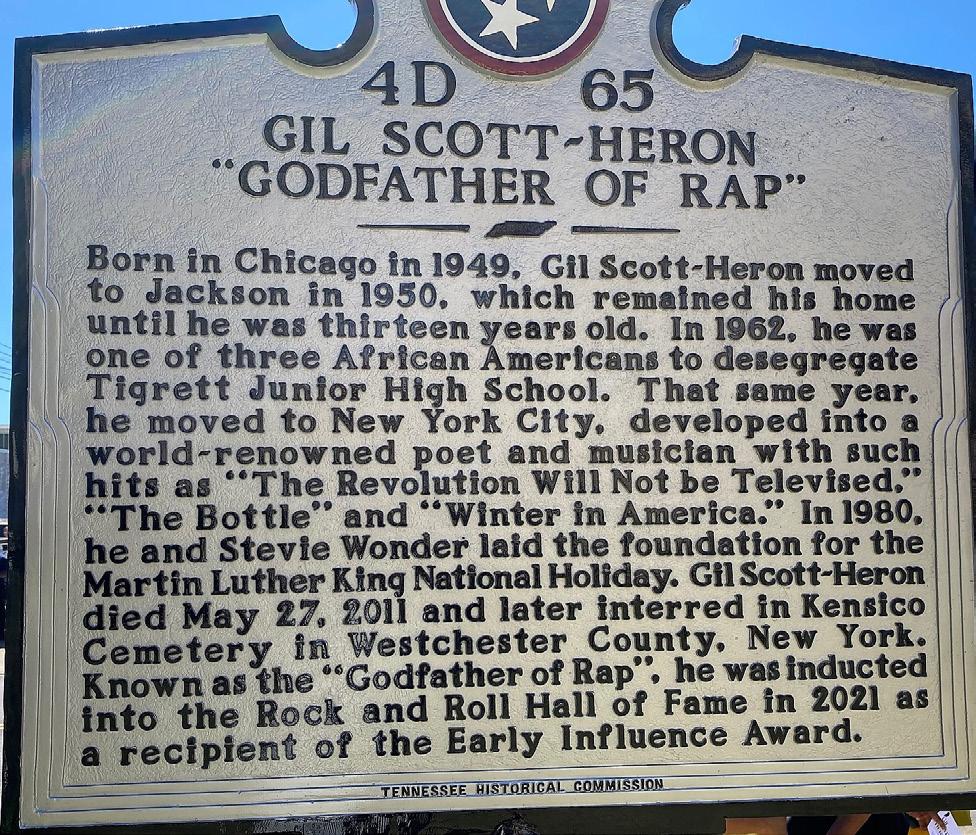 4D 65
GIL SCOTT-HERON
"GODFATHER OF RAP"
Born in Chicago in 1949, Gil Scott-Heron moved
to Jackson in 1950, which remained his home
until he was thirteen years old. In 1962, he was
one of three African Americans to desegregate
Tigrett Junior High School. That same year,
he moved to New York City, developed into a
world-renowned poet and musician with such
hits as "The Revolution Will Not be Televised,"
"The Bottle" and "Winter in America." In 1980,
he and Stevie Wonder laid the foundation for the
Martin Luther King National Holiday. Gil Scott-Heron
died May 27, 2011 and later interred in Kensico
Cemetery in Westchester County, New York.
Known as the "Godfather of Rap", he was inducted
into the Rock and Roll Hall of Fame in 2021 as
a recipient of the Early Influence Award.
TENNESSEE HISTORICAL COMMISSION